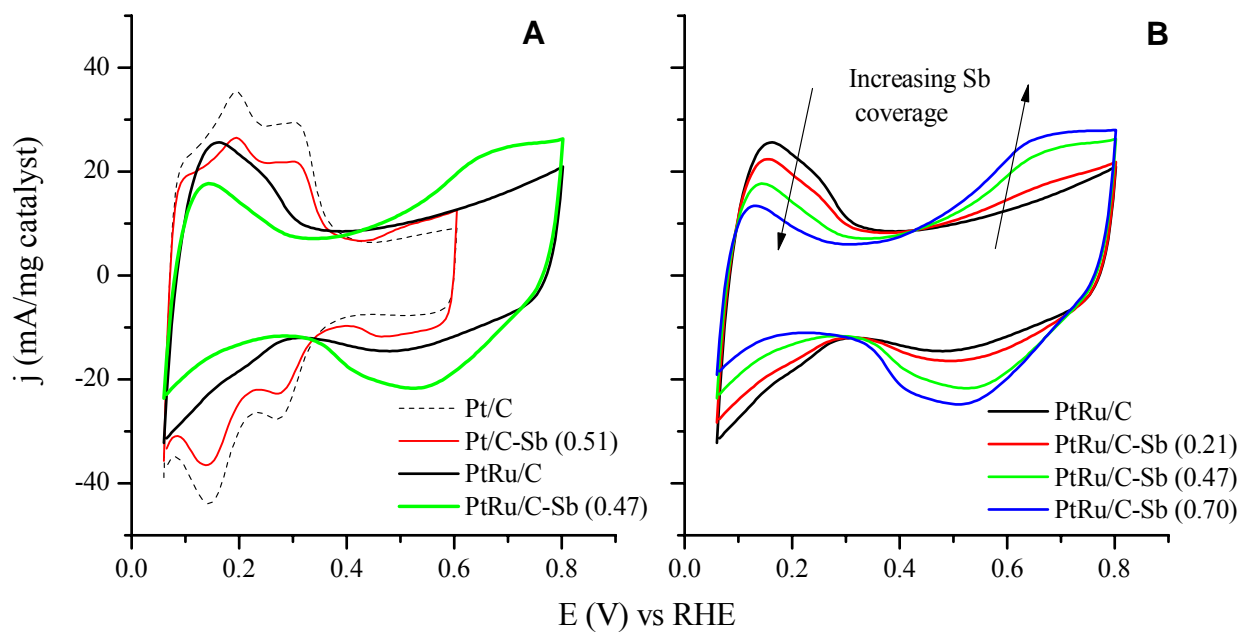 A
B
Increasing Sb
coverage
j (mA/mg catalyst)
40
20
0
-20
-40
Pt/C
Pt/C-Sb (0.51)
PtRu/C
PtRu/C-Sb (0.47)
PtRu/C
PtRu/C-Sb (0.21)
PtRu/C-Sb (0.47)
PtRu/C-Sb (0.70)
0.0 0.2 0.4 0.6 0.8
0.0 0.2 0.4 0.6 0.8
E (V) vs RHE